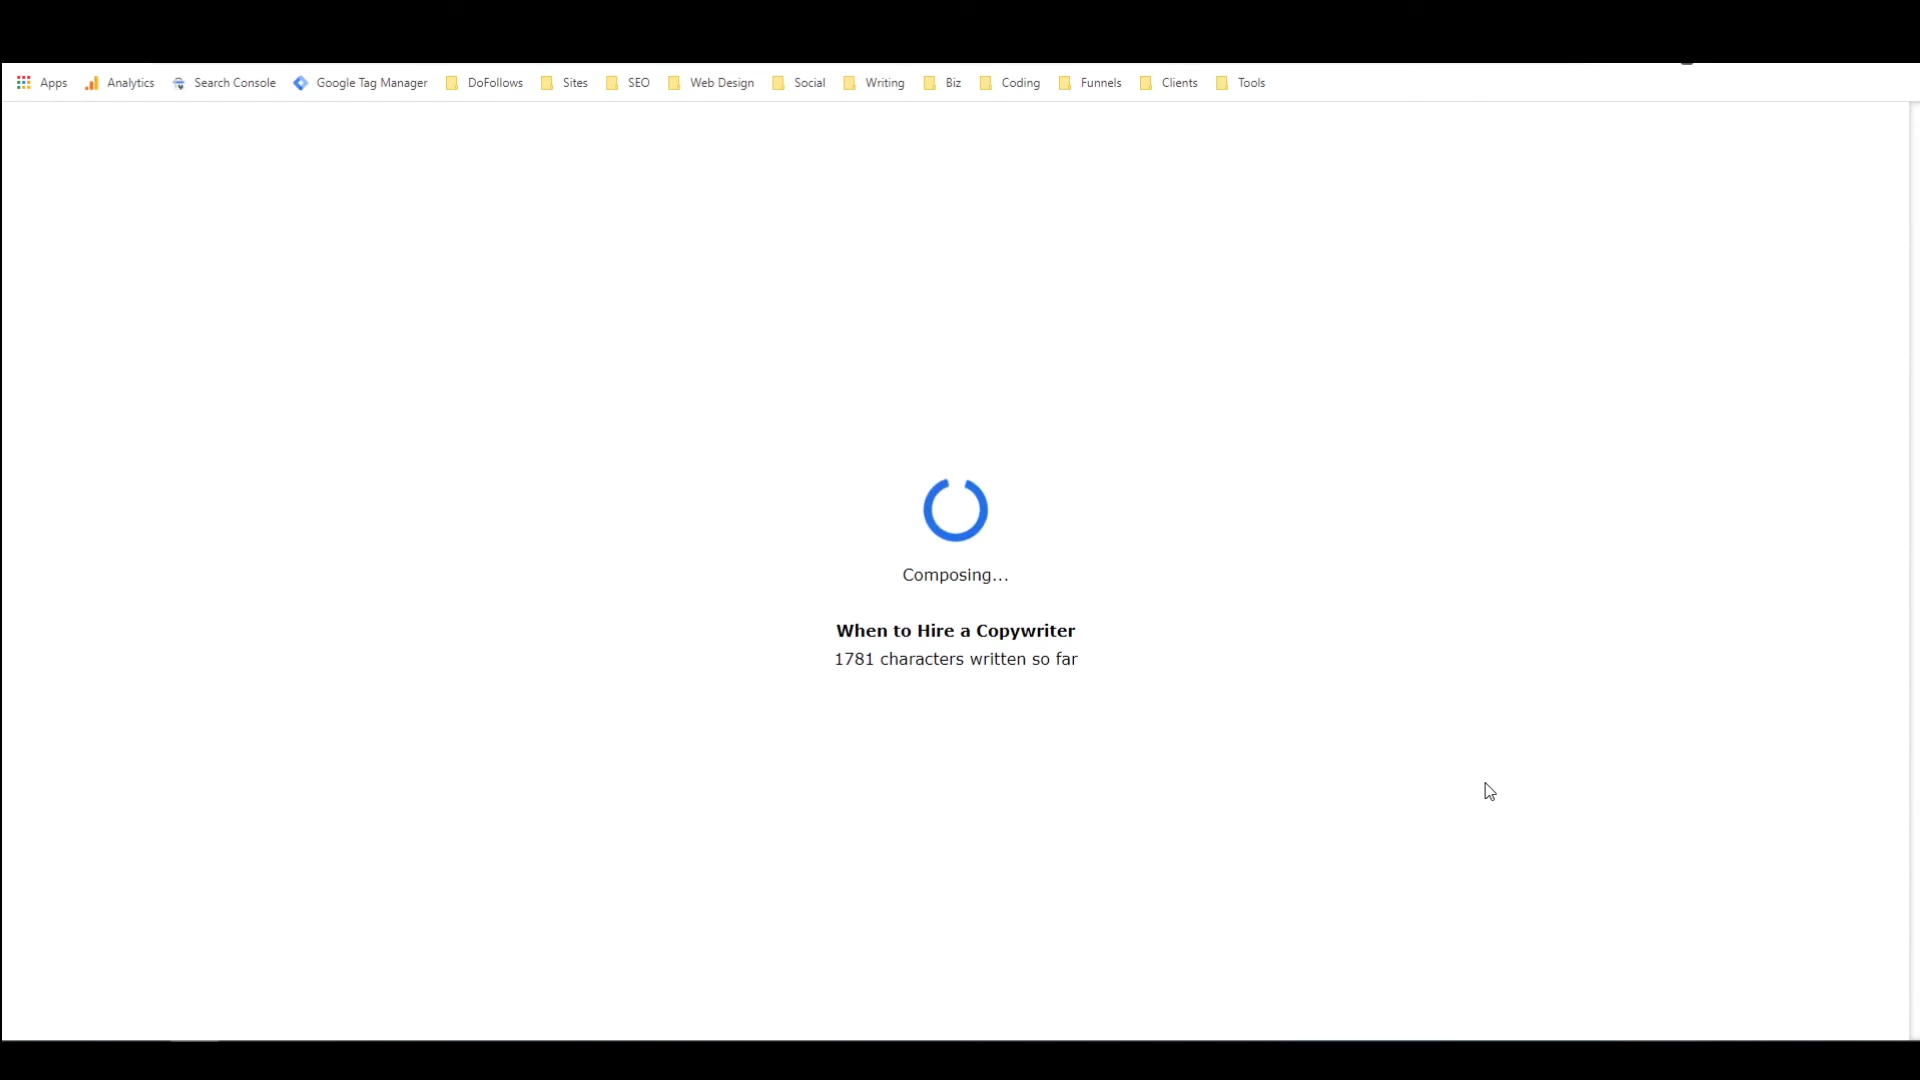 Apps Analytics Search Console Google Tag Manager DoFollows Sites SEO Web Design Social Writing Biz Coding Funnels Clients Tools
Composing...
When to Hire a Copywriter
1781 characters written so far